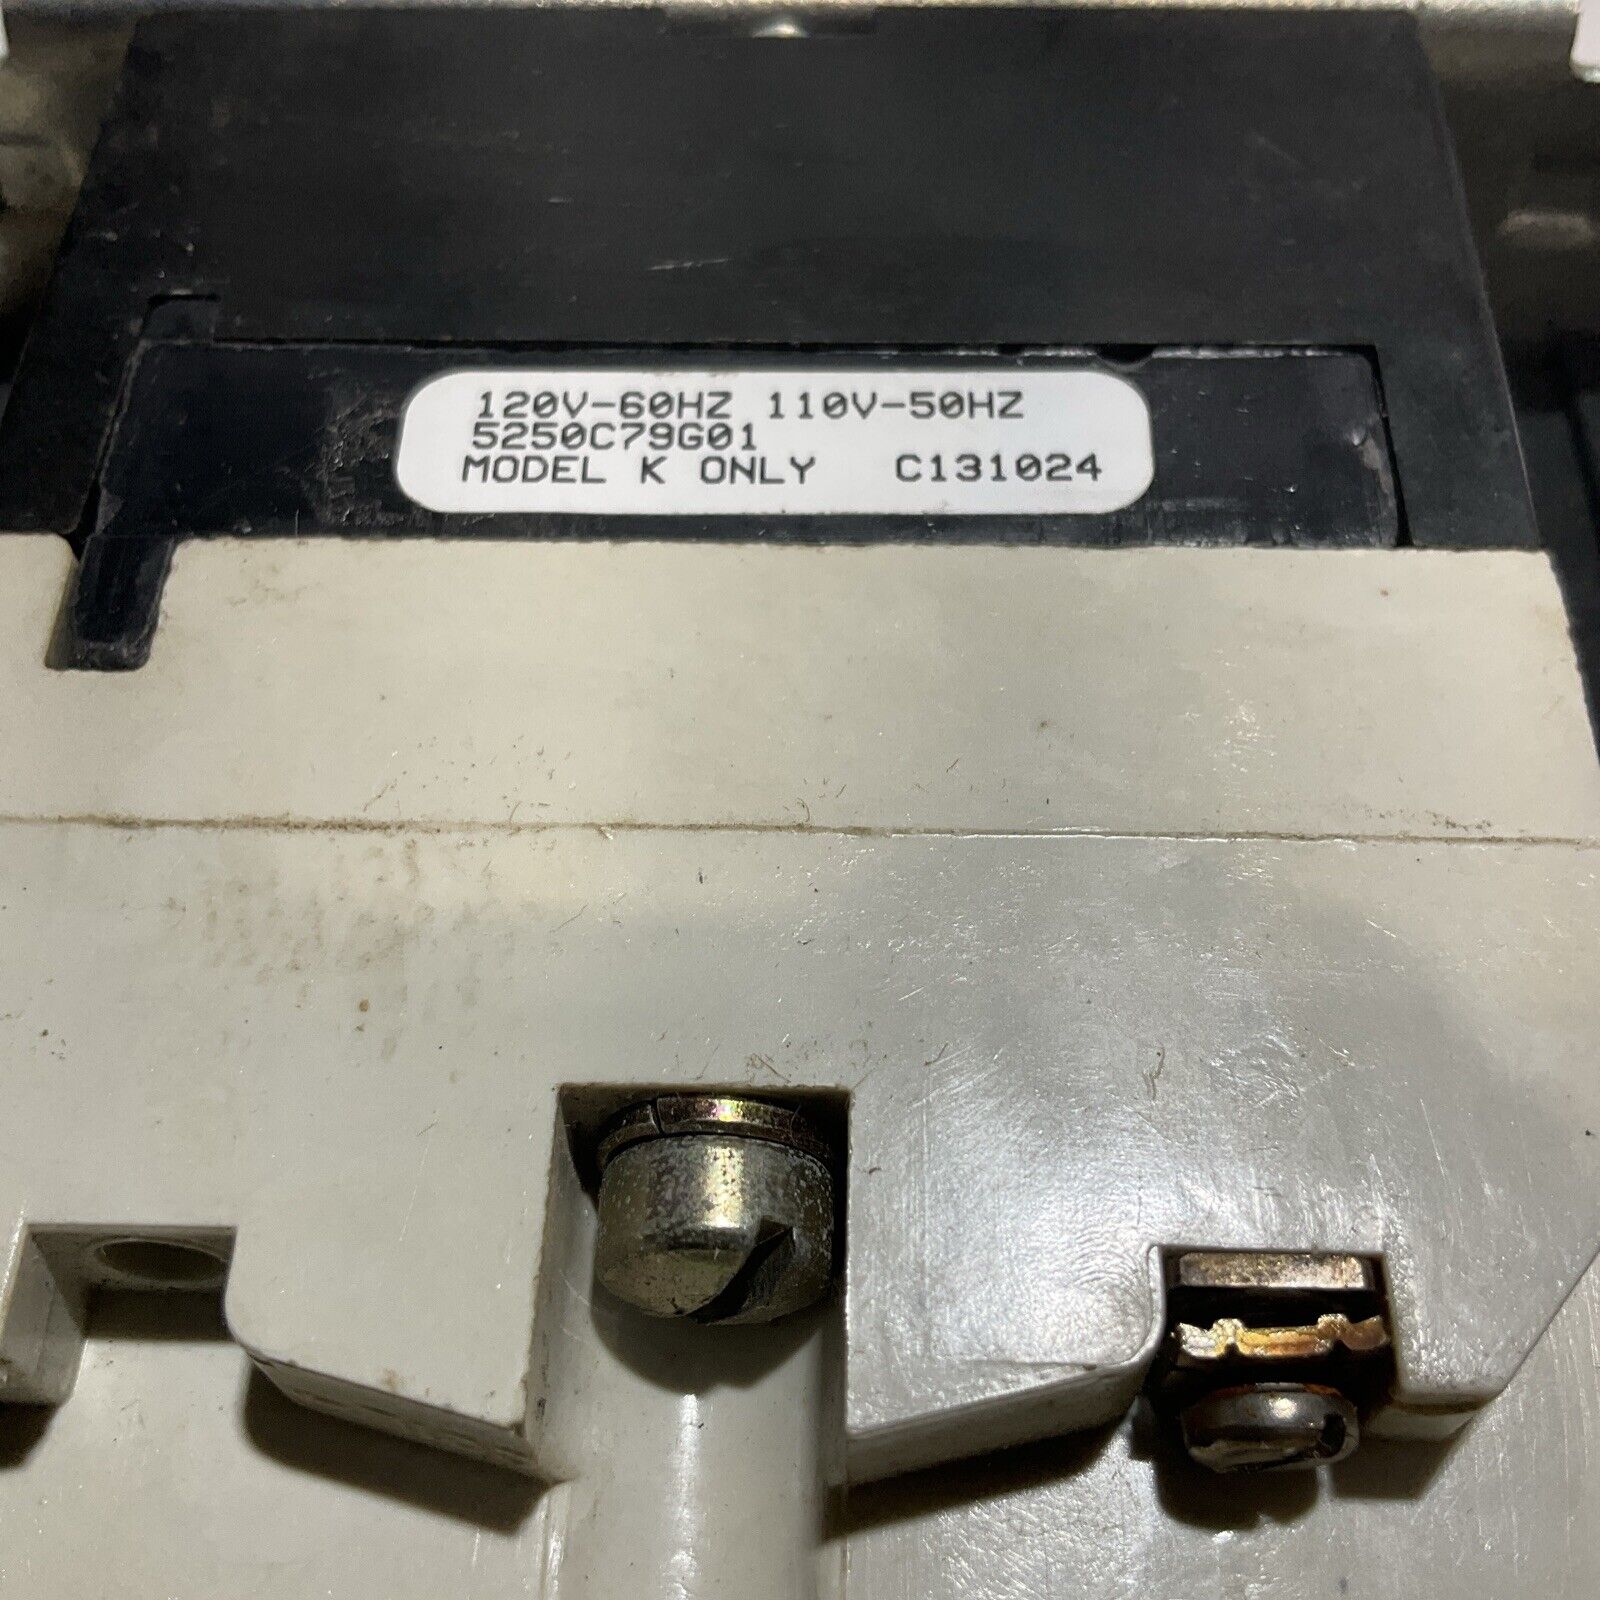 120V-60HZ 110V-50HZ
5250C79G01
MODEL K ONLY C131024